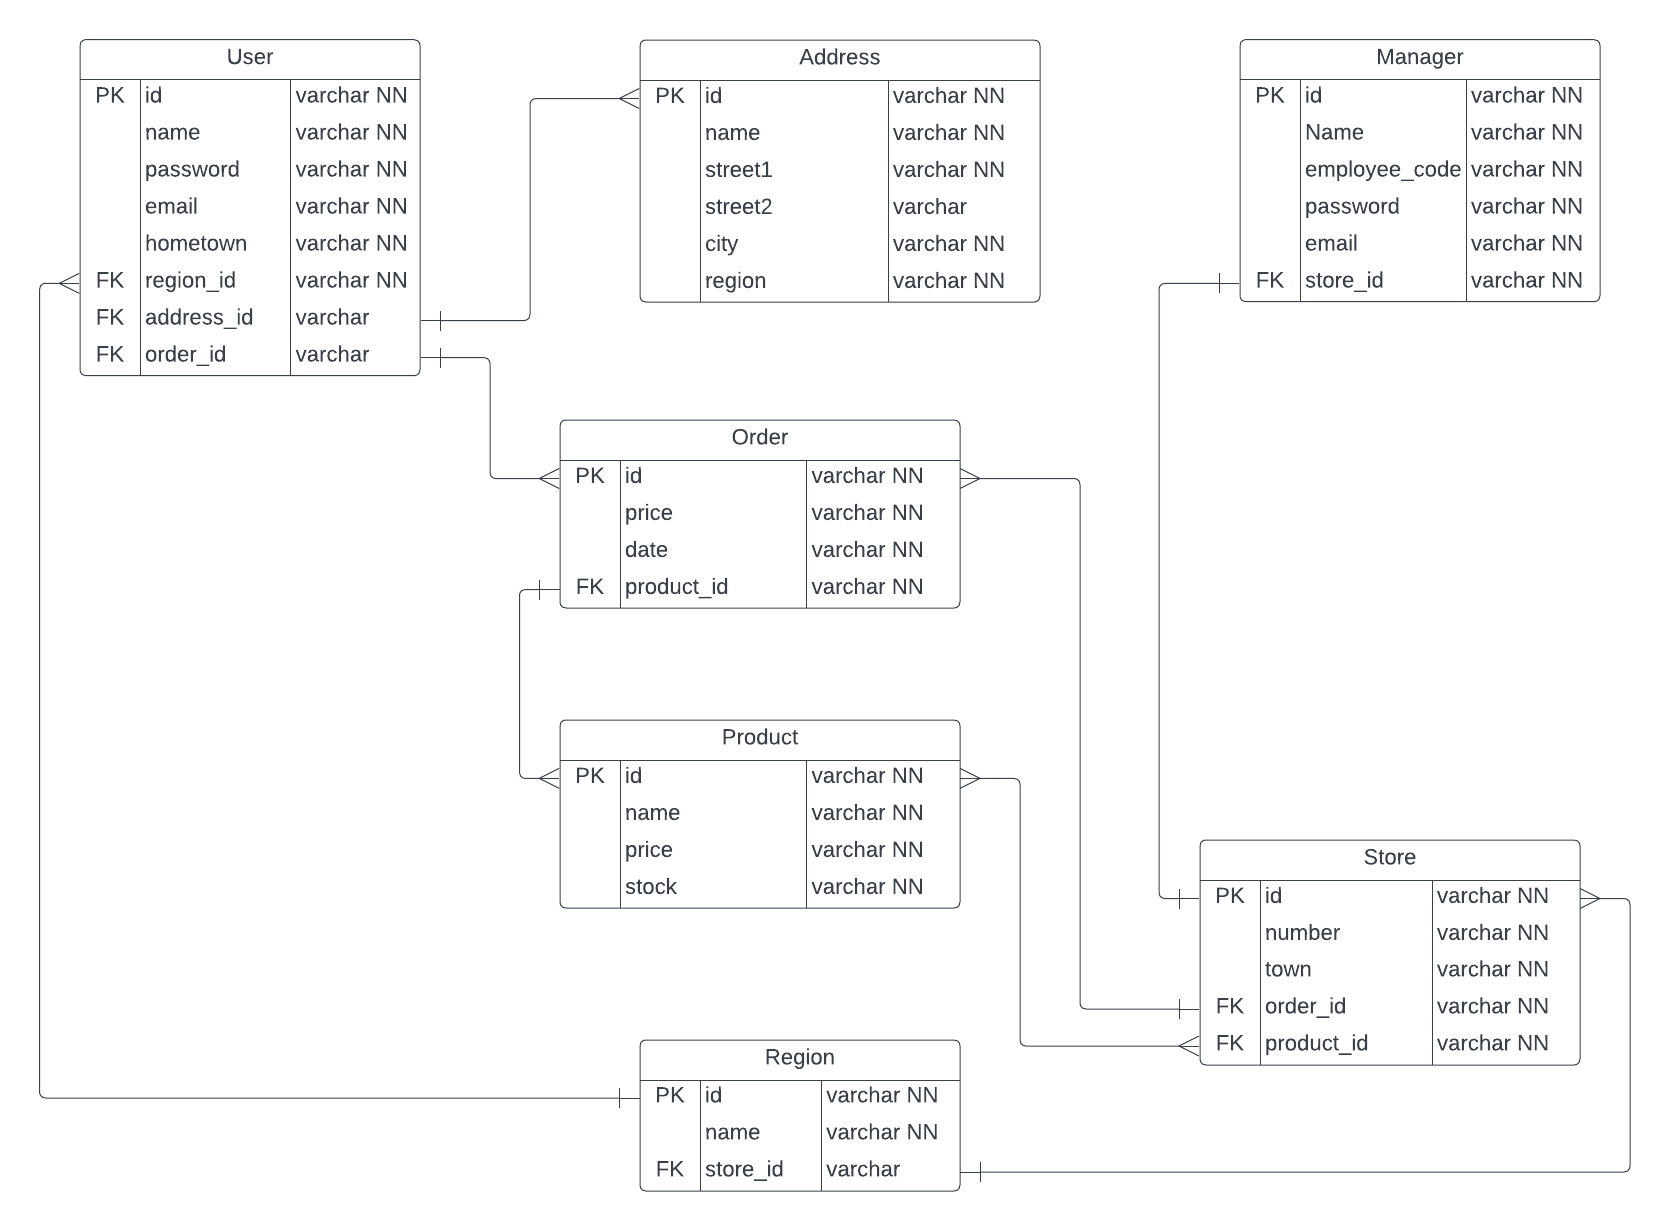 User
PK id varchar NN
name varchar NN
password varchar NN
email varchar NN
hometown varchar NN
FK region_id varchar NN
FK address_id varchar
FK order_id varchar
Address
PK id varchar NN
name varchar NN
street1 varchar NN
street2 varchar
city varchar NN
region varchar NN
Manager
PK id varchar NN
Name varchar NN
employee_code varchar NN
password varchar NN
email varchar NN
FK store_id varchar NN
Order
PK id varchar NN
price varchar NN
date varchar NN
FK product_id varchar NN
Product
PK id varchar NN
name varchar NN
price varchar NN
stock varchar NN
Store
PK id varchar NN
number varchar NN
town varchar NN
FK order_id varchar NN
FK product_id varchar NN
Region
PK id varchar NN
name varchar NN
FK store_id varchar